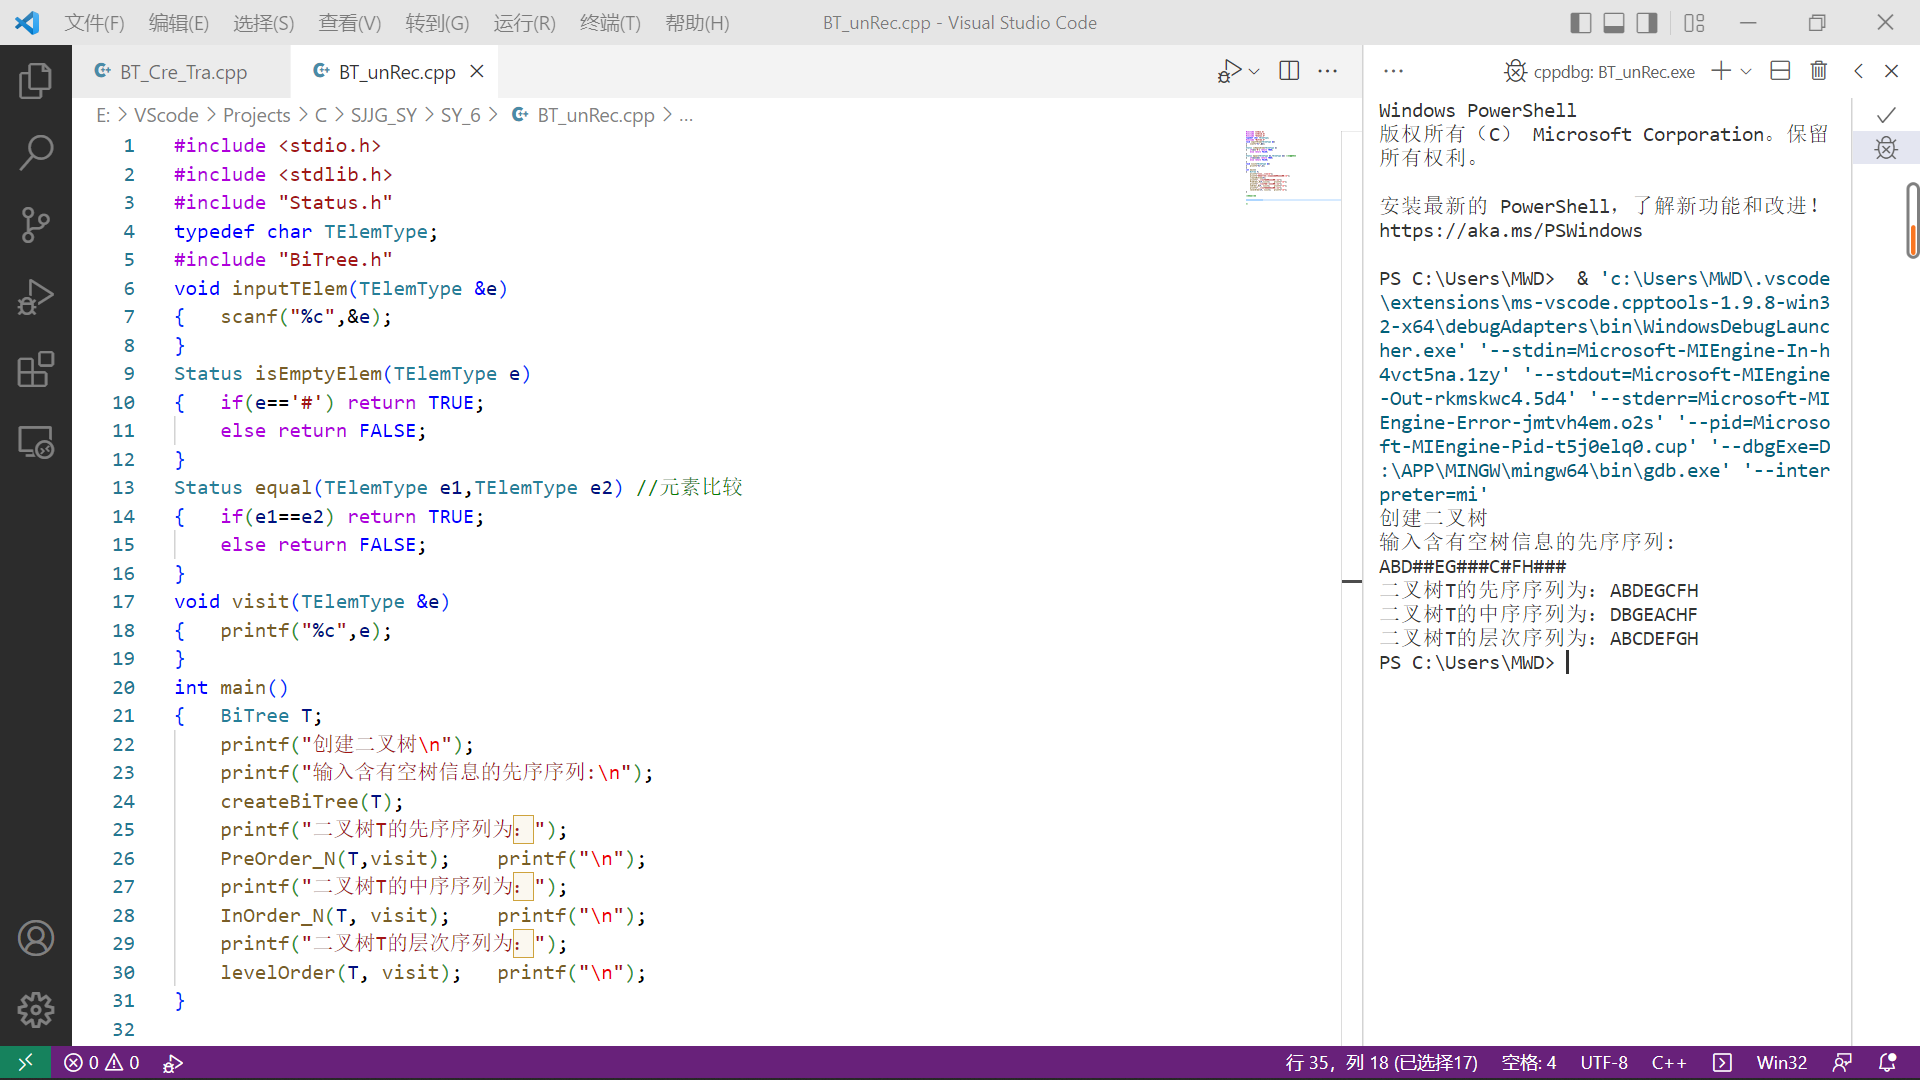 文件(F) 编辑(E) 选择(S) 查看(V) 转到(G) 运行(R) 终端(T) 帮助(H) BT_unRec.cpp - Visual Studio Code
BT_Cre_Tra.cpp BT_unRec.cpp
E: > VScode > Projects > C > SJJG_SY > SY_6 > BT_unRec.cpp > ...
1 #include <stdio.h>
2 #include <stdlib.h>
3 #include "Status.h"
4 typedef char TElemType;
5 #include "BiTree.h"
6 void inputTElem(TElemType &e)
7 {   scanf("%c",&e);
8 }
9 Status isEmptyElem(TElemType e)
10 {   if(e=='#') return TRUE;
11     else return FALSE;
12 }
13 Status equal(TElemType e1,TElemType e2) //元素比较
14 {   if(e1==e2) return TRUE;
15     else return FALSE;
16 }
17 void visit(TElemType &e)
18 {   printf("%c",e);
19 }
20 int main()
21 {   BiTree T;
22     printf("创建二叉树\n");
23     printf("输入含有空树信息的先序序列:\n");
24     createBiTree(T);
25     printf("二叉树T的先序序列为：");
26     PreOrder_N(T,visit);    printf("\n");
27     printf("二叉树T的中序序列为：");
28     InOrder_N(T, visit);    printf("\n");
29     printf("二叉树T的层次序列为：");
30     levelOrder(T, visit);   printf("\n");
31 }
32
cppdbg: BT_unRec.exe
Windows PowerShell
版权所有（C） Microsoft Corporation。保留
所有权利。
安装最新的 PowerShell，了解新功能和改进！
https://aka.ms/PSWindows
PS C:\Users\MWD>  & 'c:\Users\MWD\.vscode
\extensions\ms-vscode.cpptools-1.9.8-win3
2-x64\debugAdapters\bin\WindowsDebugLaunc
her.exe' '--stdin=Microsoft-MIEngine-In-h
4vct5na.1zy' '--stdout=Microsoft-MIEngine
-Out-rkmskwc4.5d4' '--stderr=Microsoft-MI
Engine-Error-jmtvh4em.o2s' '--pid=Microso
ft-MIEngine-Pid-t5j0elq0.cup' '--dbgExe=D
:\APP\MINGW\mingw64\bin\gdb.exe' '--inter
preter=mi'
创建二叉树
输入含有空树信息的先序序列:
ABD##EG###C#FH###
二叉树T的先序序列为：ABDEGCFH
二叉树T的中序序列为：DBGEACHF
二叉树T的层次序列为：ABCDEFGH
PS C:\Users\MWD>
0 0 行 35，列 18 (已选择17) 空格: 4 UTF-8 C++ Win32